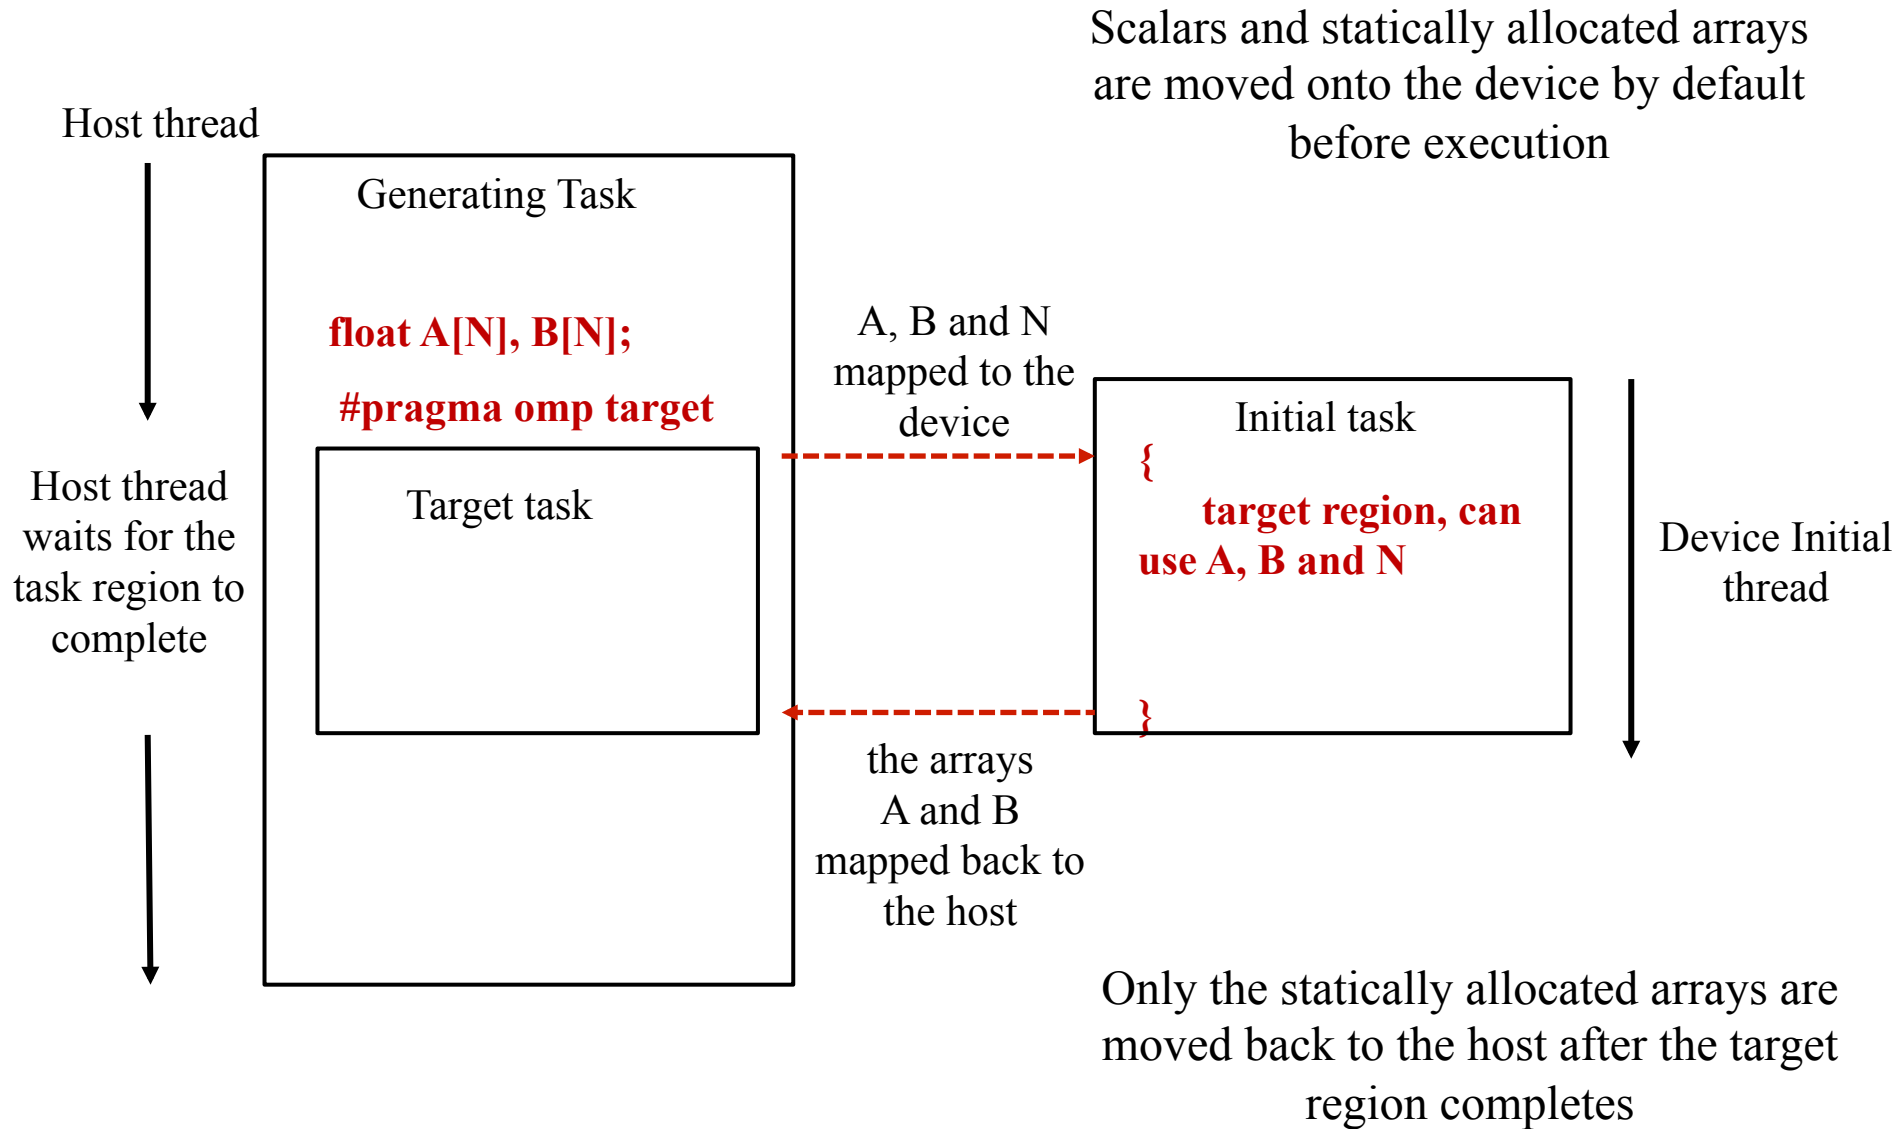 Scalars and statically allocated arrays
are moved onto the device by default
before execution
Host thread
Generating Task
float A[N], B[N];
#pragma omp target
A, B and N
mapped to the
device
Initial task
{
target region, can
use A, B and N
}
Host thread
waits for the
task region to
complete
Target task
Device Initial
thread
the arrays
A and B
mapped back to
the host
Only the statically allocated arrays are
moved back to the host after the target
region completes